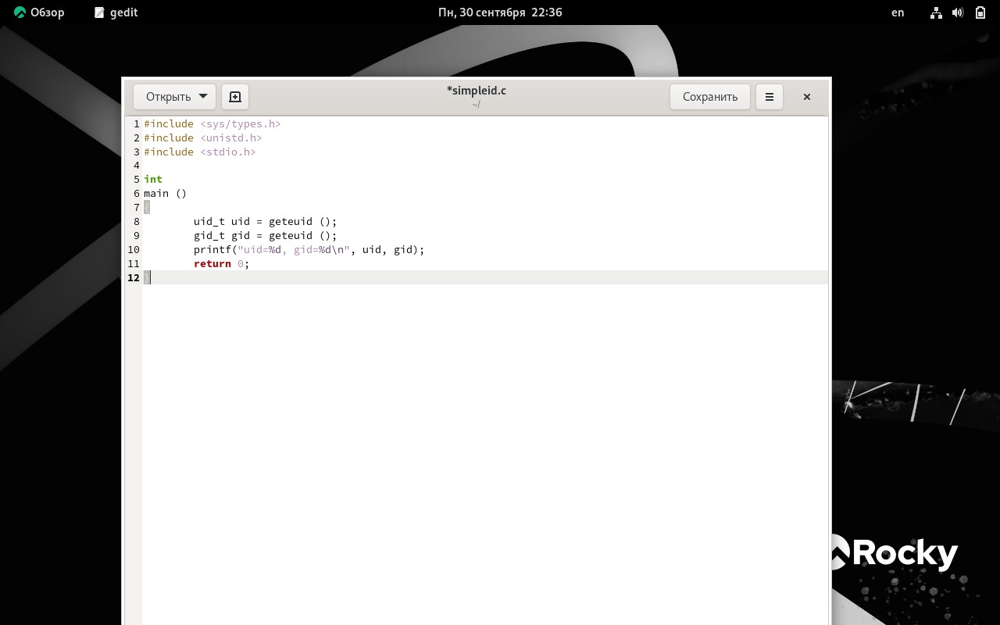 Обзор gedit Пн, 30 сентября 22:36 en
Открыть *simpleid.c Сохранить
~/
1 #include <sys/types.h>
2 #include <unistd.h>
3 #include <stdio.h>
4
5 int
6 main ()
7 {
8 uid_t uid = geteuid ();
9 gid_t gid = geteuid ();
10 printf("uid=%d, gid=%d\n", uid, gid);
11 return 0;
12 }
Rocky